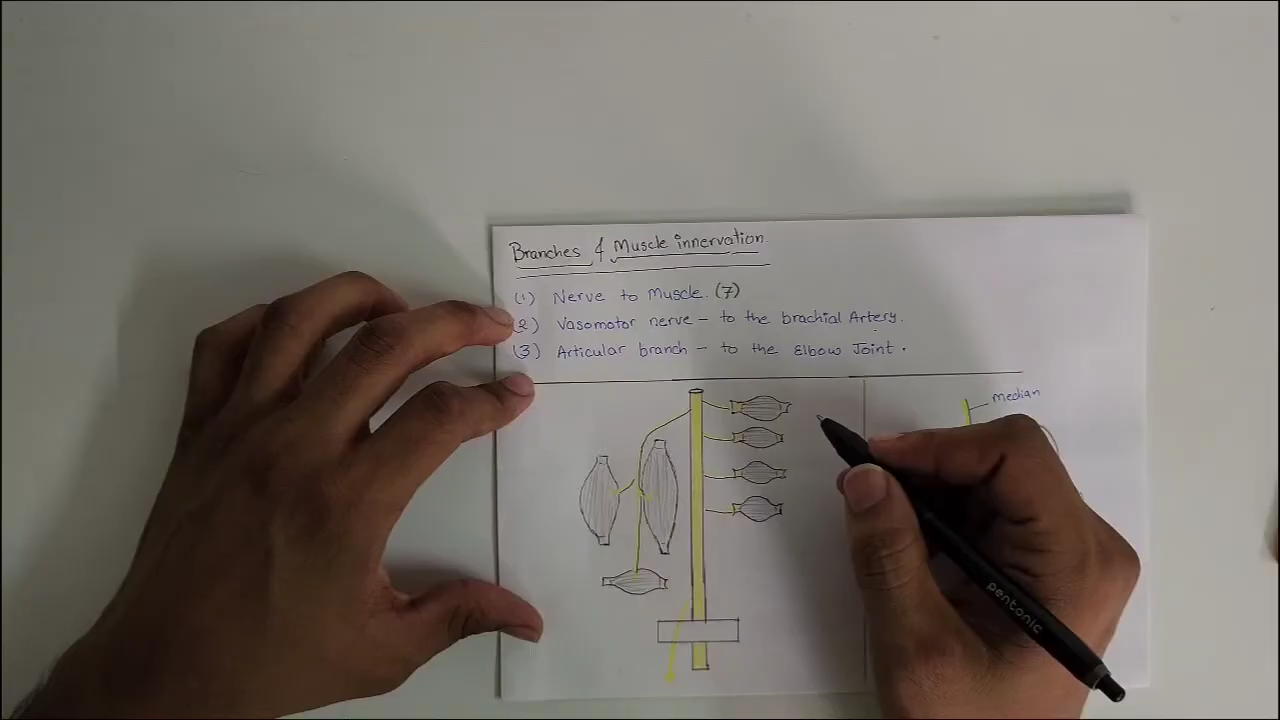 Branches & Muscle innervation
(1) Nerve to Muscle. (7)
(2) Vasomotor nerve – to the brachial Artery.
(3) Articular branch – to the Elbow Joint.
median
pentonic